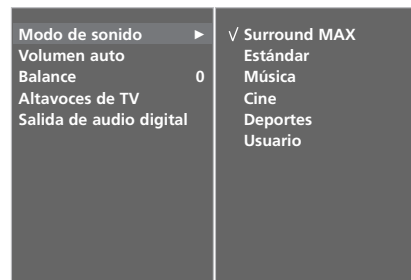 Modo de sonido ►
Volumen auto
Balance 0
Altavoces de TV
Salida de audio digital
√ Surround MAX
Estándar
Música
Cine
Deportes
Usuario